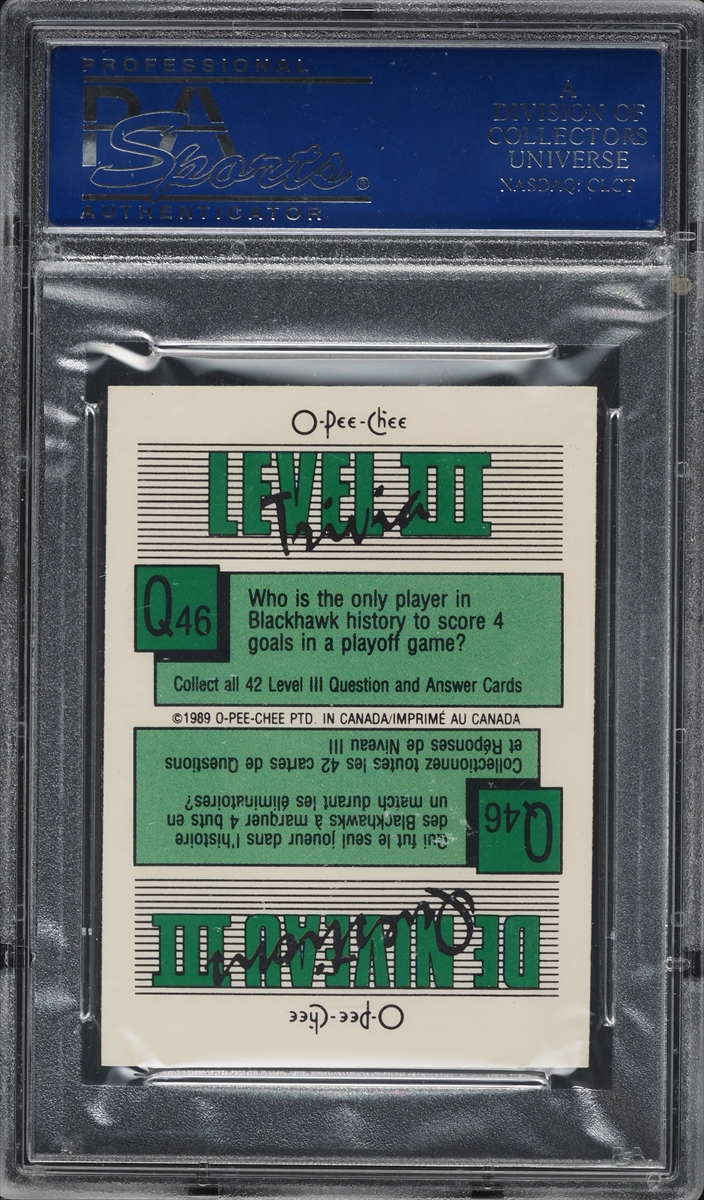 PROFESSIONAL
PSA
Sports®
AUTHENTICATOR
A
DIVISION OF
COLLECTORS
UNIVERSE
NASDAQ: CLCT
O-Pee-Chee
LEVEL III
Trivia
Q46
Who is the only player in
Blackhawk history to score 4
goals in a playoff game?
Collect all 42 Level III Question and Answer Cards
©1989 O-PEE-CHEE PTD. IN CANADA/IMPRIMÉ AU CANADA
O-Pee-Chee
DE NIVEAU III
Questions
Q46
Qui fut le seul joueur dans l'histoire
des Blackhawks à marquer 4 buts en
un match durant les éliminatoires?
Collectionnez toutes les 42 cartes de Questions
et Réponses de Niveau III
PSA